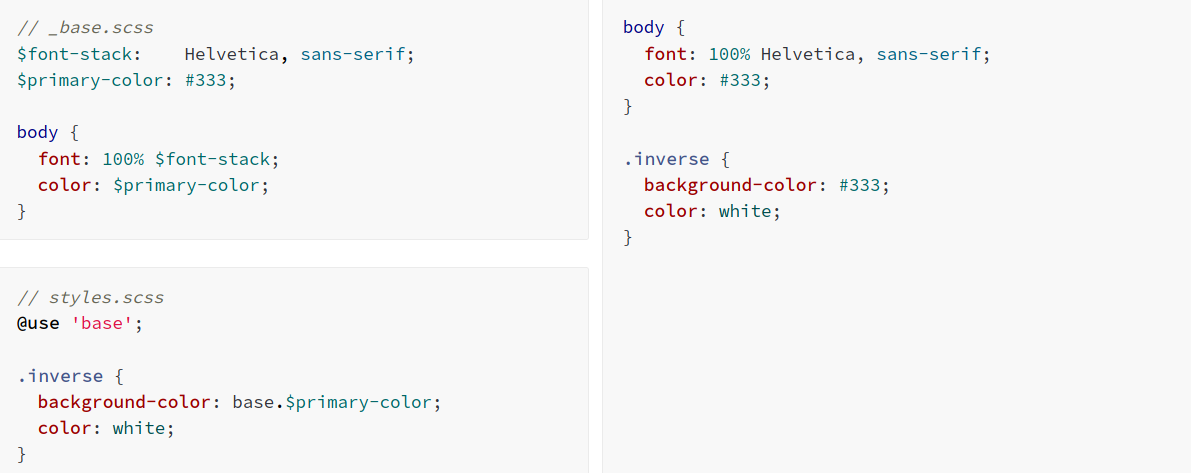 // _base.scss
$font-stack:    Helvetica, sans-serif;
$primary-color: #333;

body {
  font: 100% $font-stack;
  color: $primary-color;
}

// styles.scss
@use 'base';

.inverse {
  background-color: base.$primary-color;
  color: white;
}

body {
  font: 100% Helvetica, sans-serif;
  color: #333;
}

.inverse {
  background-color: #333;
  color: white;
}